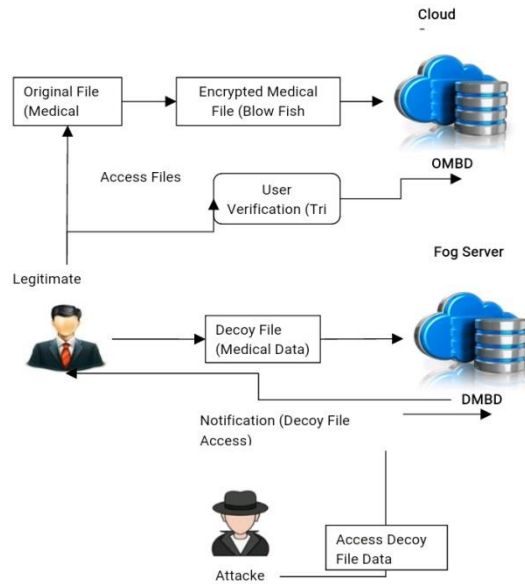 Cloud
Original File
(Medical
Encrypted Medical
File (Blow Fish
OMBD
Access Files
User
Verification (Tri
Fog Server
Legitimate
Decoy File
(Medical Data)
DMBD
Notification (Decoy File
Access)
Access Decoy
File Data
Attacke